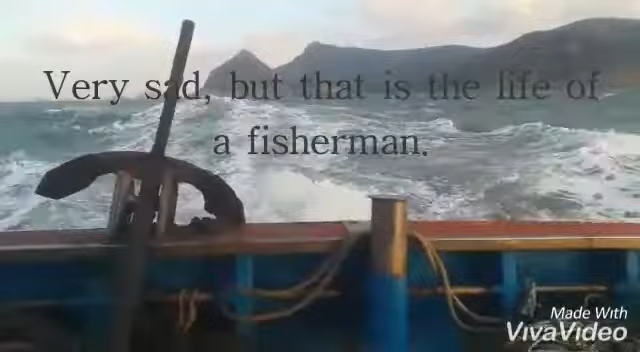 Very sad, but that is the life of
a fisherman.
Made With
VivaVideo